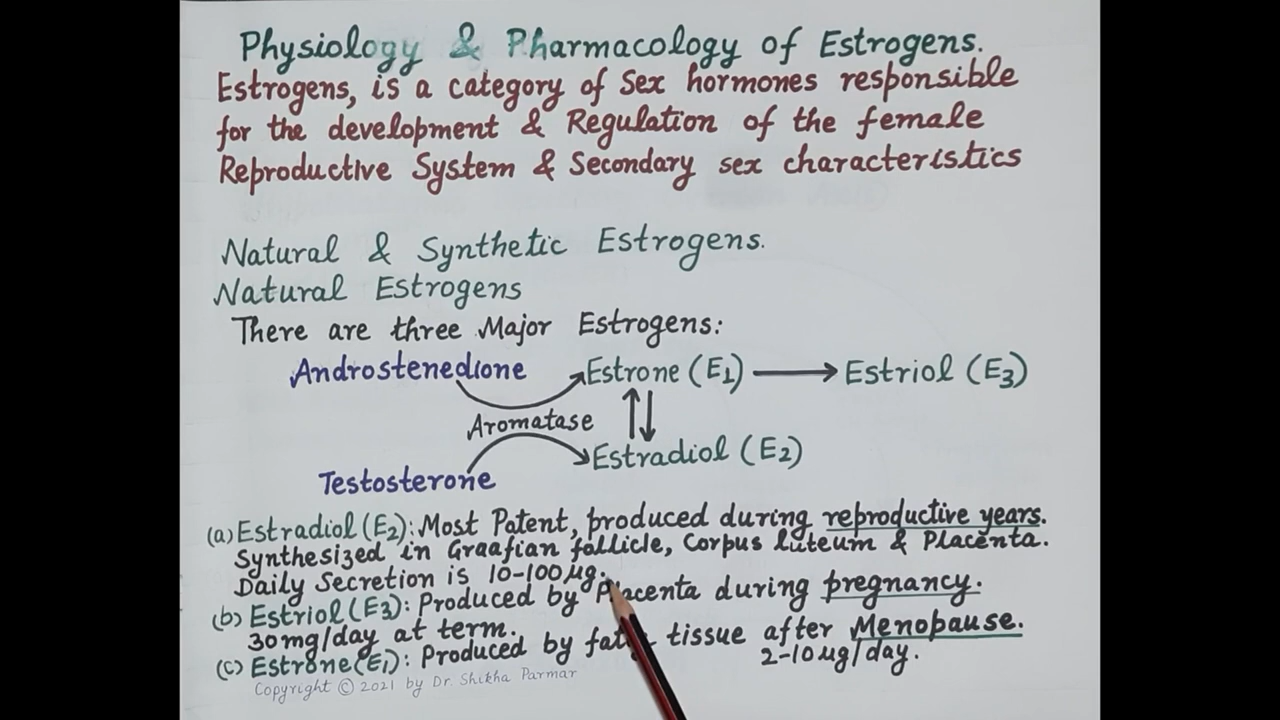 Physiology & Pharmacology of Estrogens.
Estrogens, is a category of Sex hormones responsible
for the development & Regulation of the female
Reproductive System & Secondary sex characteristics
Natural & Synthetic Estrogens.
Natural Estrogens
There are three Major Estrogens:
Androstenedione Estrone (E1) Estriol (E3)
Aromatase
Estradiol (E2)
Testosterone
(a) Estradiol (E2): Most Patent, produced during reproductive years.
Synthesized in Graafian follicle, Corpus luteum & Placenta.
Daily Secretion is 10-100 µg.
(b) Estriol (E3): Produced by Placenta during pregnancy.
30mg/day at term.
(c) Estrone (E1): Produced by fatty tissue after Menopause.
2-10 µg/day.
Copyright © 2021 by Dr. Shikha Parmar